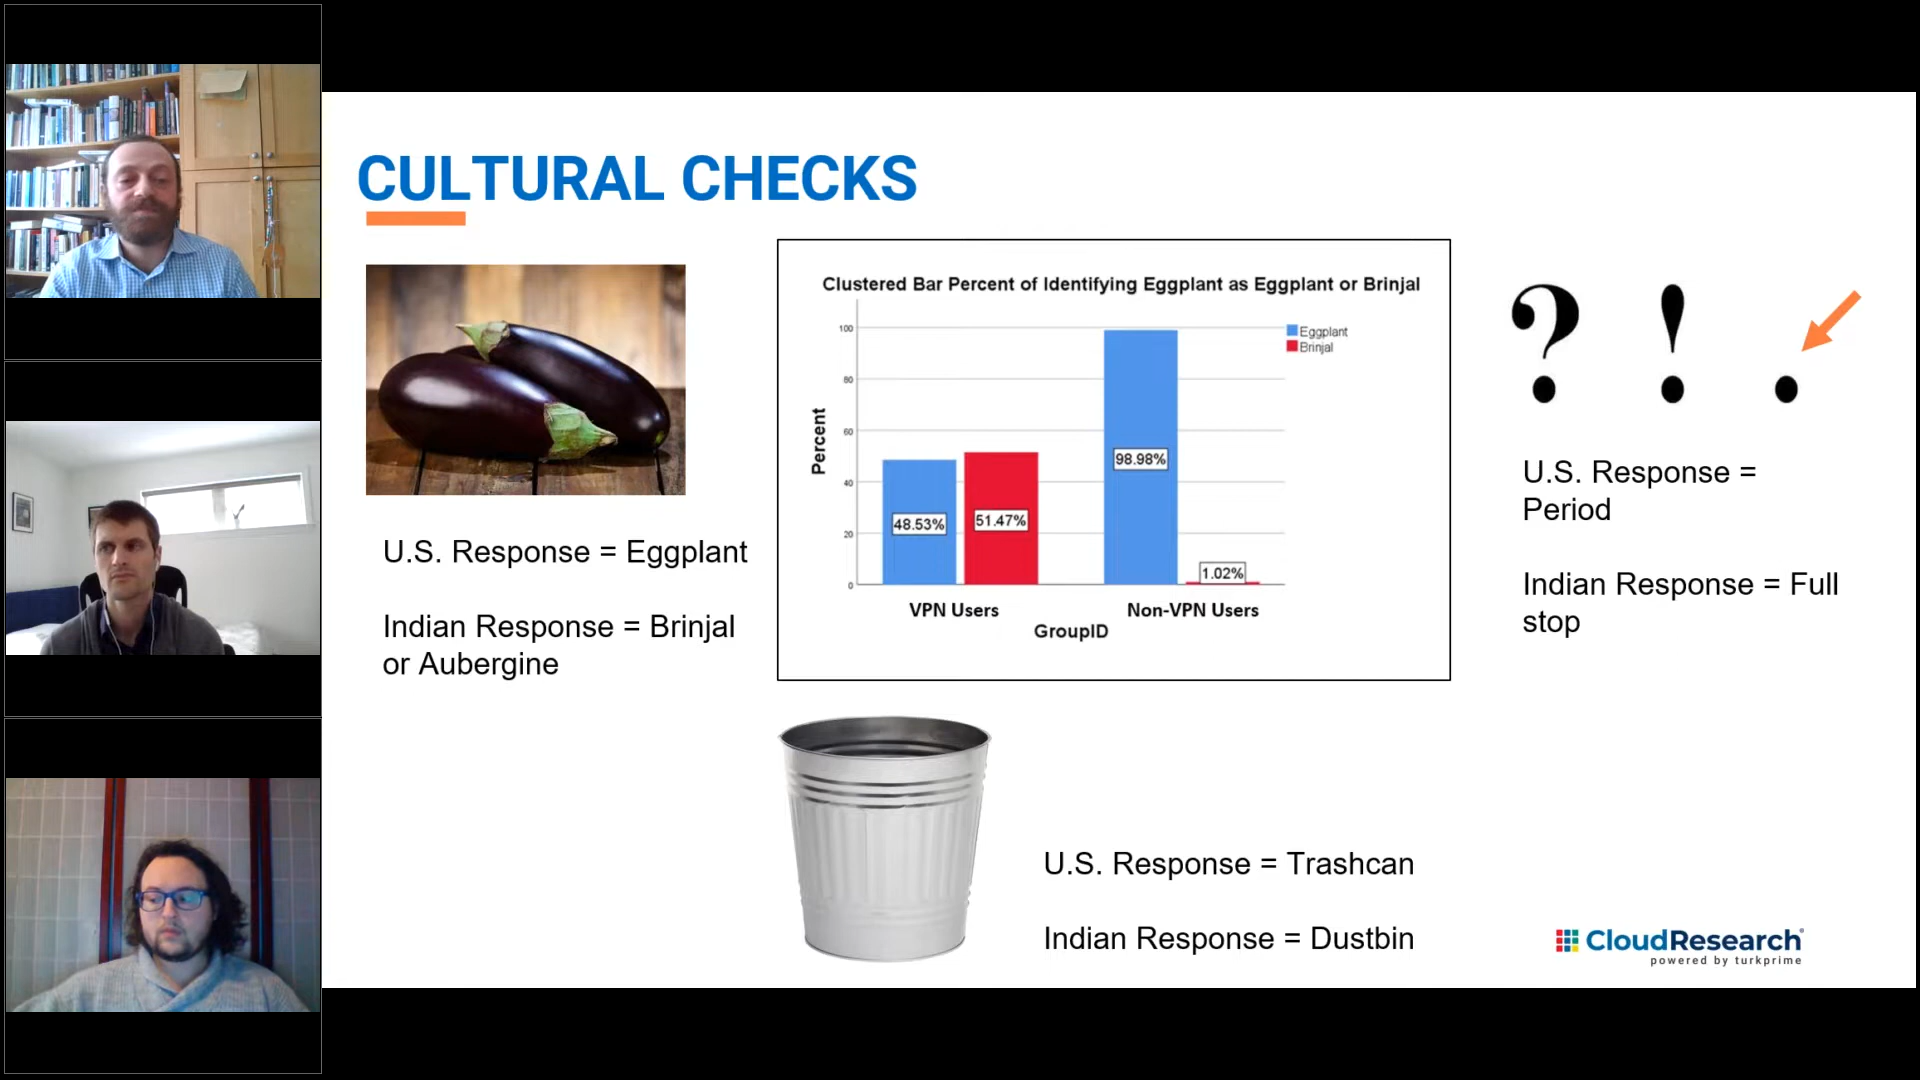 CULTURAL CHECKS
U.S. Response = Eggplant
Indian Response = Brinjal
or Aubergine
Clustered Bar Percent of Identifying Eggplant as Eggplant or Brinjal
Percent
100
80
60
40
20
0
Eggplant
Brinjal
48.53%
51.47%
98.98%
1.02%
VPN Users
Non-VPN Users
GroupID
? ! .
U.S. Response =
Period
Indian Response = Full
stop
U.S. Response = Trashcan
Indian Response = Dustbin
CloudResearch
powered by turkprime